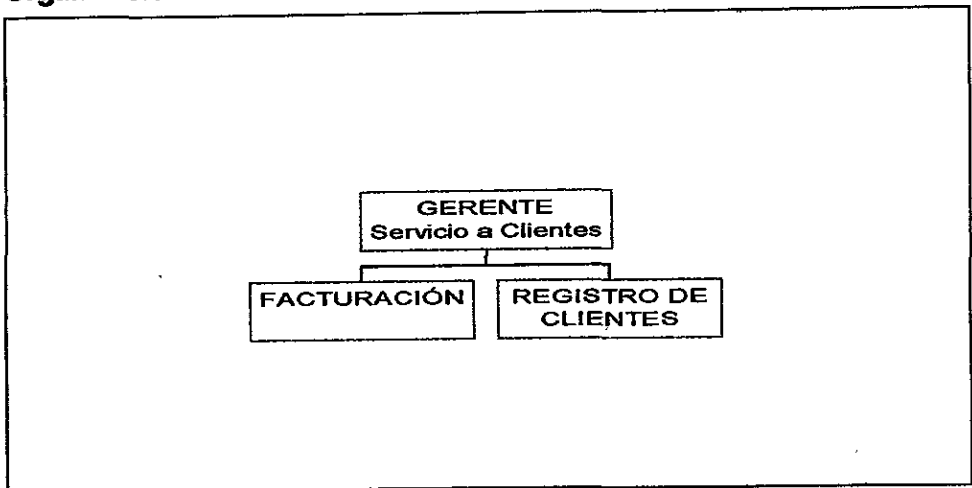 GERENTE
Servicio a Clientes
FACTURACIÓN
REGISTRO DE
CLIENTES